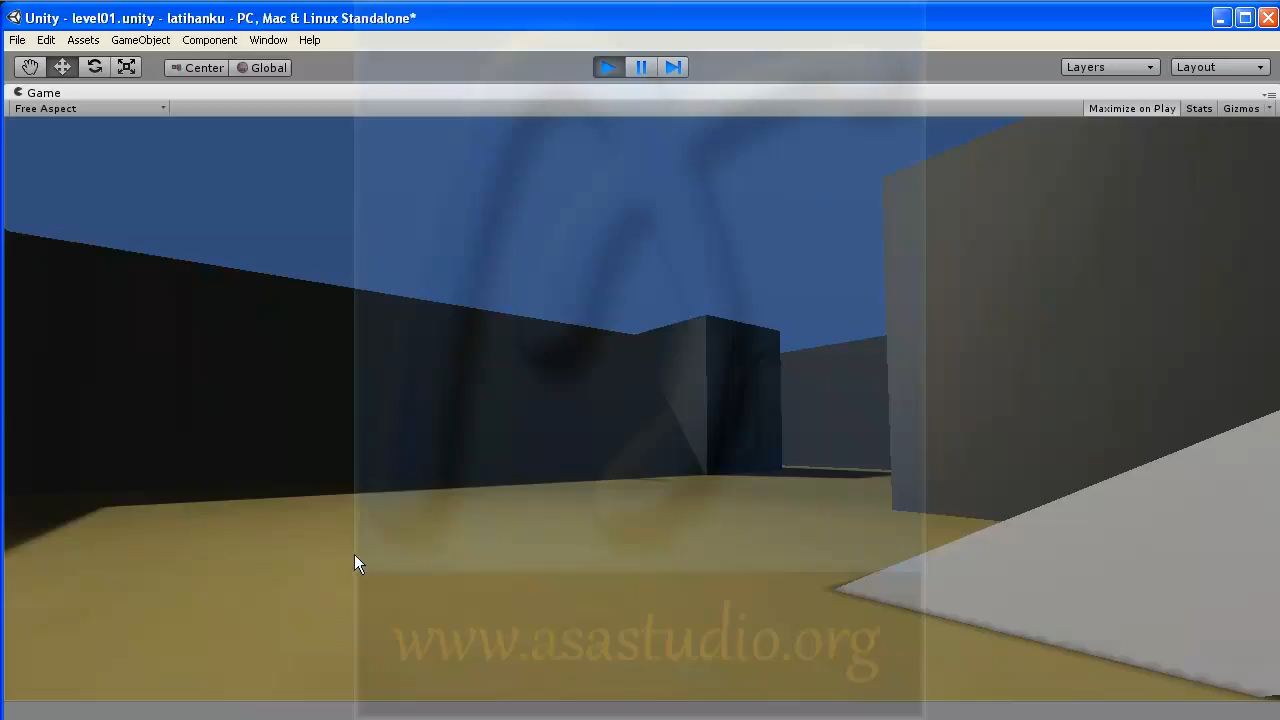 Unity - level01.unity - latihanku - PC, Mac & Linux Standalone*
File Edit Assets GameObject Component Window Help
Center Global Layers Layout
Game
Free Aspect Maximize on Play Stats Gizmos
www.asastudio.org